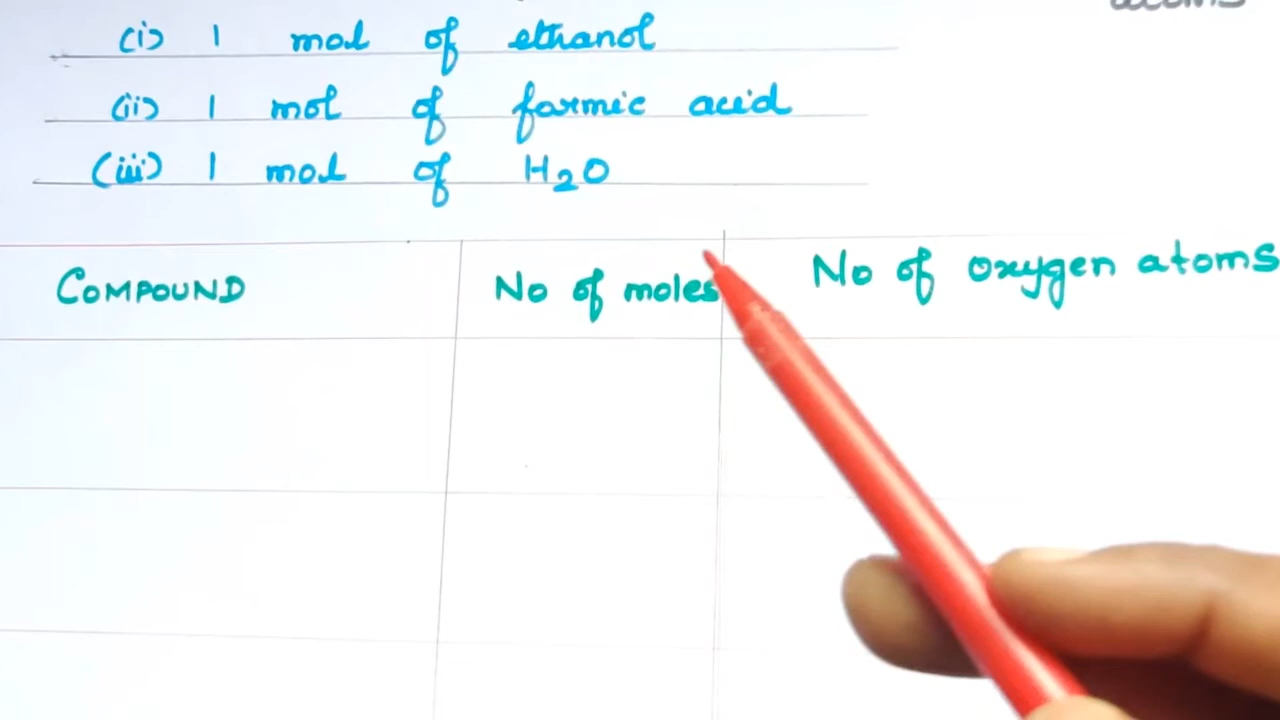 atoms
(i) 1 mol of ethanol
(ii) 1 mol of formic acid
(iii) 1 mol of H2O
COMPOUND No of moles No of oxygen atoms